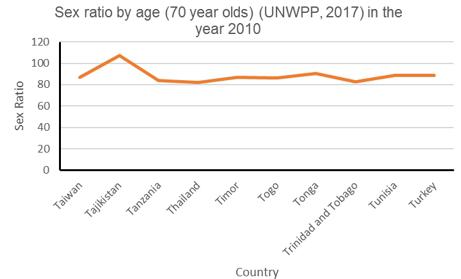 Sex ratio by age (70 year olds) (UNWPP, 2017) in the
year 2010
120
100
80
60
40
20
0
Sex Ratio
Taiwan
Tajikistan
Tanzania
Thailand
Timor
Togo
Tonga
Trinidad and Tobago
Tunisia
Turkey
Country